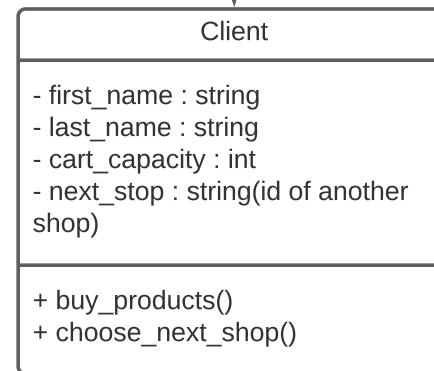 Client
- first_name : string
- last_name : string
- cart_capacity : int
- next_stop : string(id of another
shop)
+ buy_products()
+ choose_next_shop()